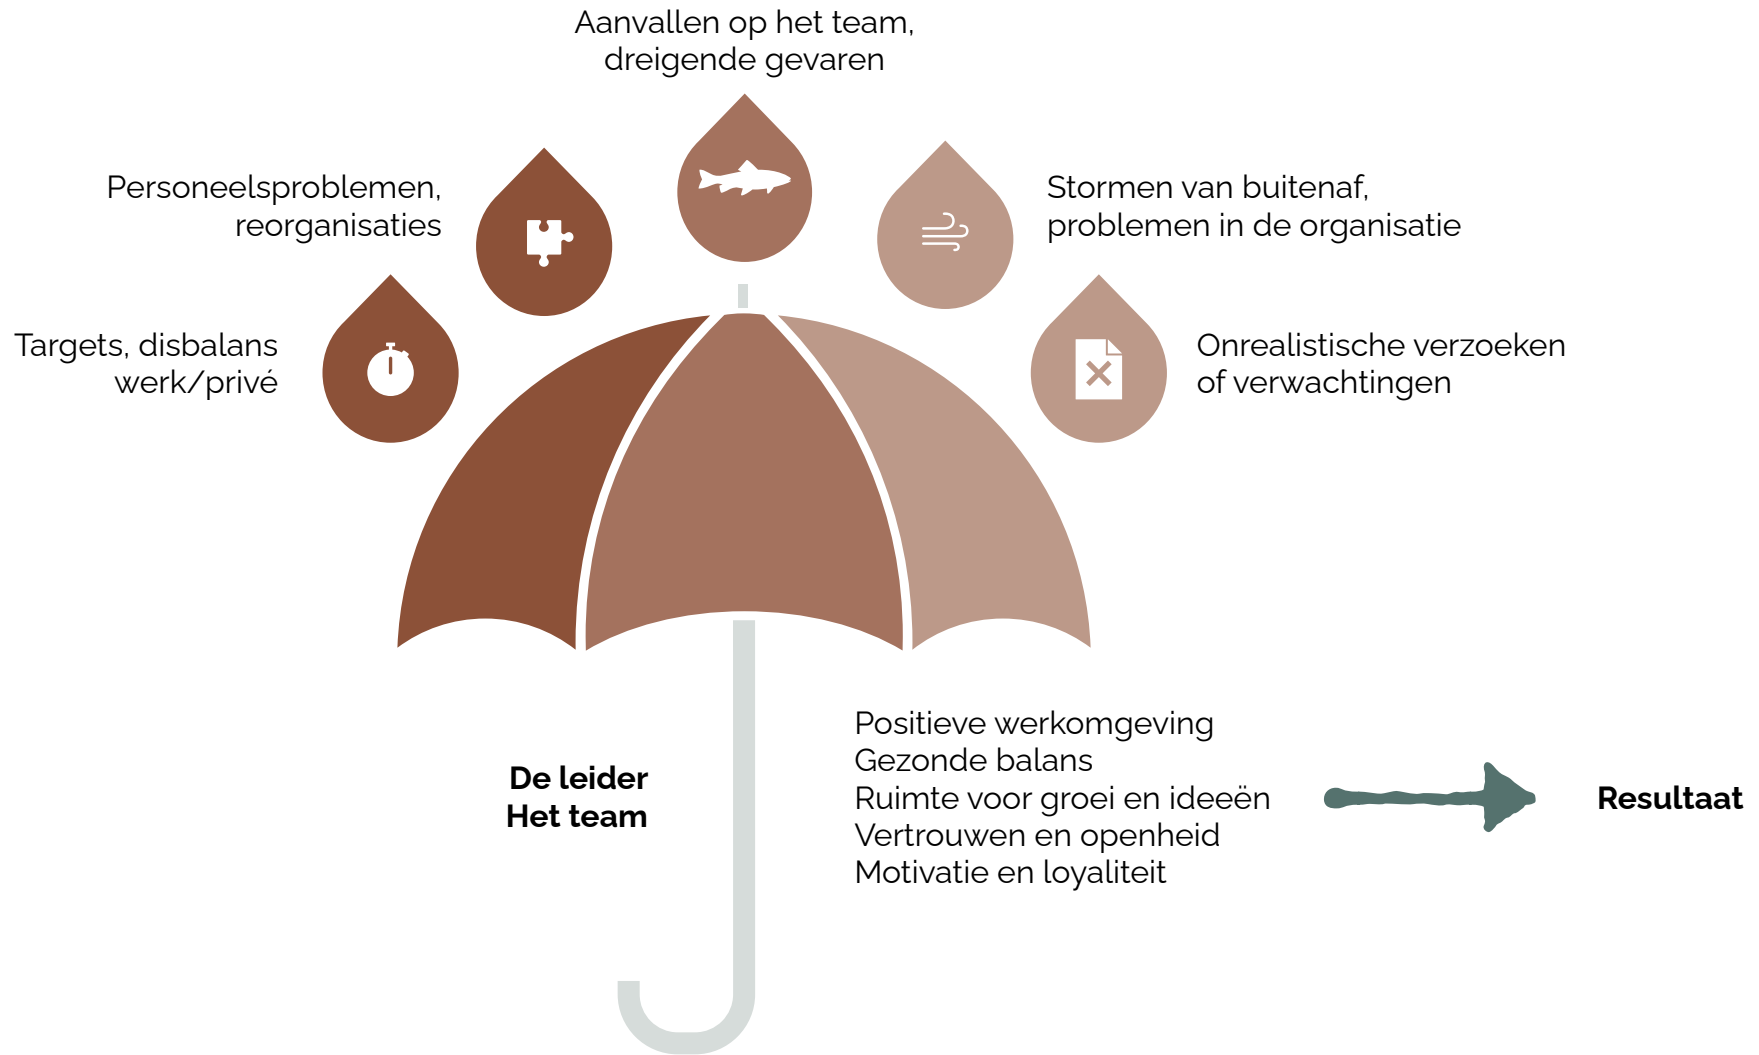 Aanvallen op het team,
dreigende gevaren
Personeelsproblemen,
reorganisaties
Stormen van buitenaf,
problemen in de organisatie
Targets, disbalans
werk/privé
Onrealistische verzoeken
of verwachtingen
De leider
Het team
Positieve werkomgeving
Gezonde balans
Ruimte voor groei en ideeën
Vertrouwen en openheid
Motivatie en loyaliteit
Resultaat